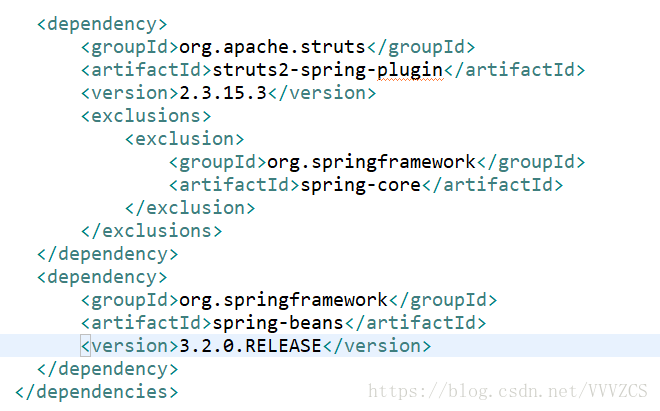 <dependency>
<groupId>org.apache.struts</groupId>
<artifactId>struts2-spring-plugin</artifactId>
<version>2.3.15.3</version>
<exclusions>
<exclusion>
<groupId>org.springframework</groupId>
<artifactId>spring-core</artifactId>
</exclusion>
</exclusions>
</dependency>
<dependency>
<groupId>org.springframework</groupId>
<artifactId>spring-beans</artifactId>
<version>3.2.0.RELEASE</version>
</dependency>
</dependencies>
https://blog.csdn.net/VVVZCS